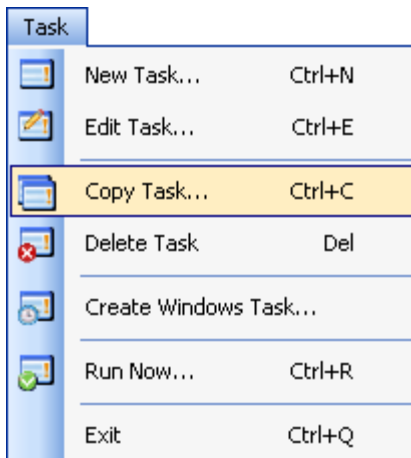 Task
New Task... Ctrl+N
Edit Task... Ctrl+E
Copy Task... Ctrl+C
Delete Task Del
Create Windows Task...
Run Now... Ctrl+R
Exit Ctrl+Q